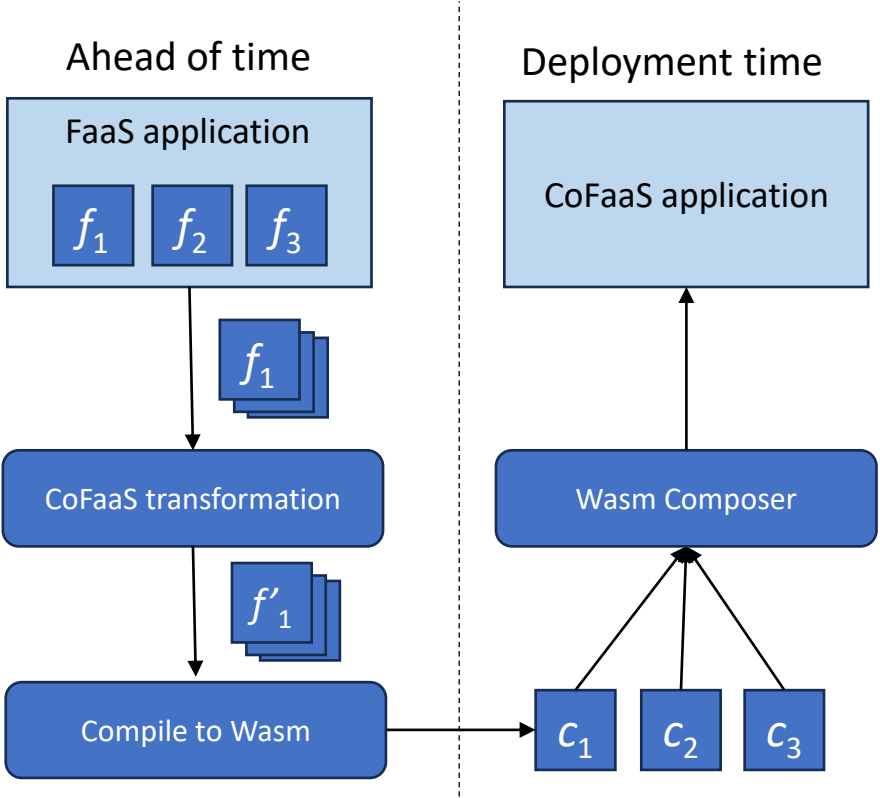 Ahead of time
FaaS application
f1
f2
f3
f1
CoFaaS transformation
f'1
Compile to Wasm
Deployment time
CoFaaS application
Wasm Composer
c1
c2
c3